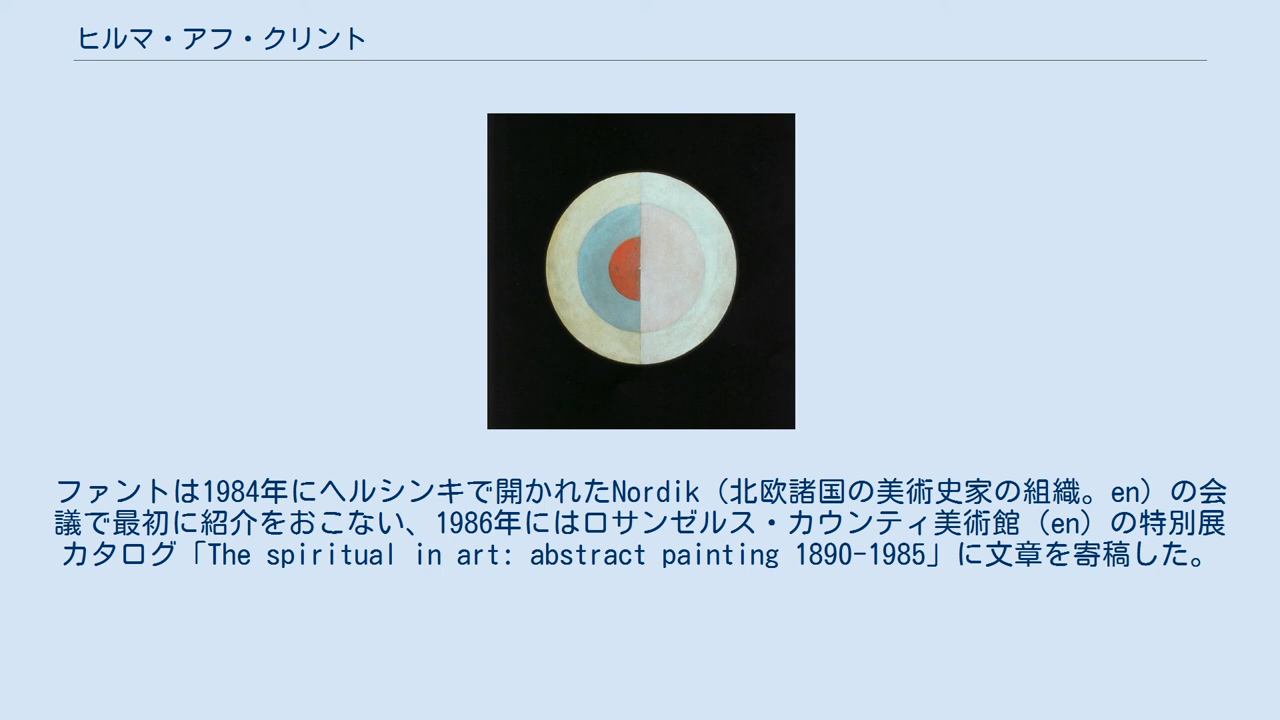 ヒルマ・アフ・クリント
ファントは1984年にヘルシンキで開かれたNordik（北欧諸国の美術史家の組織。en）の会
議で最初に紹介をおこない、1986年にはロサンゼルス・カウンティ美術館（en）の特別展
カタログ「The spiritual in art: abstract painting 1890-1985」に文章を寄稿した。